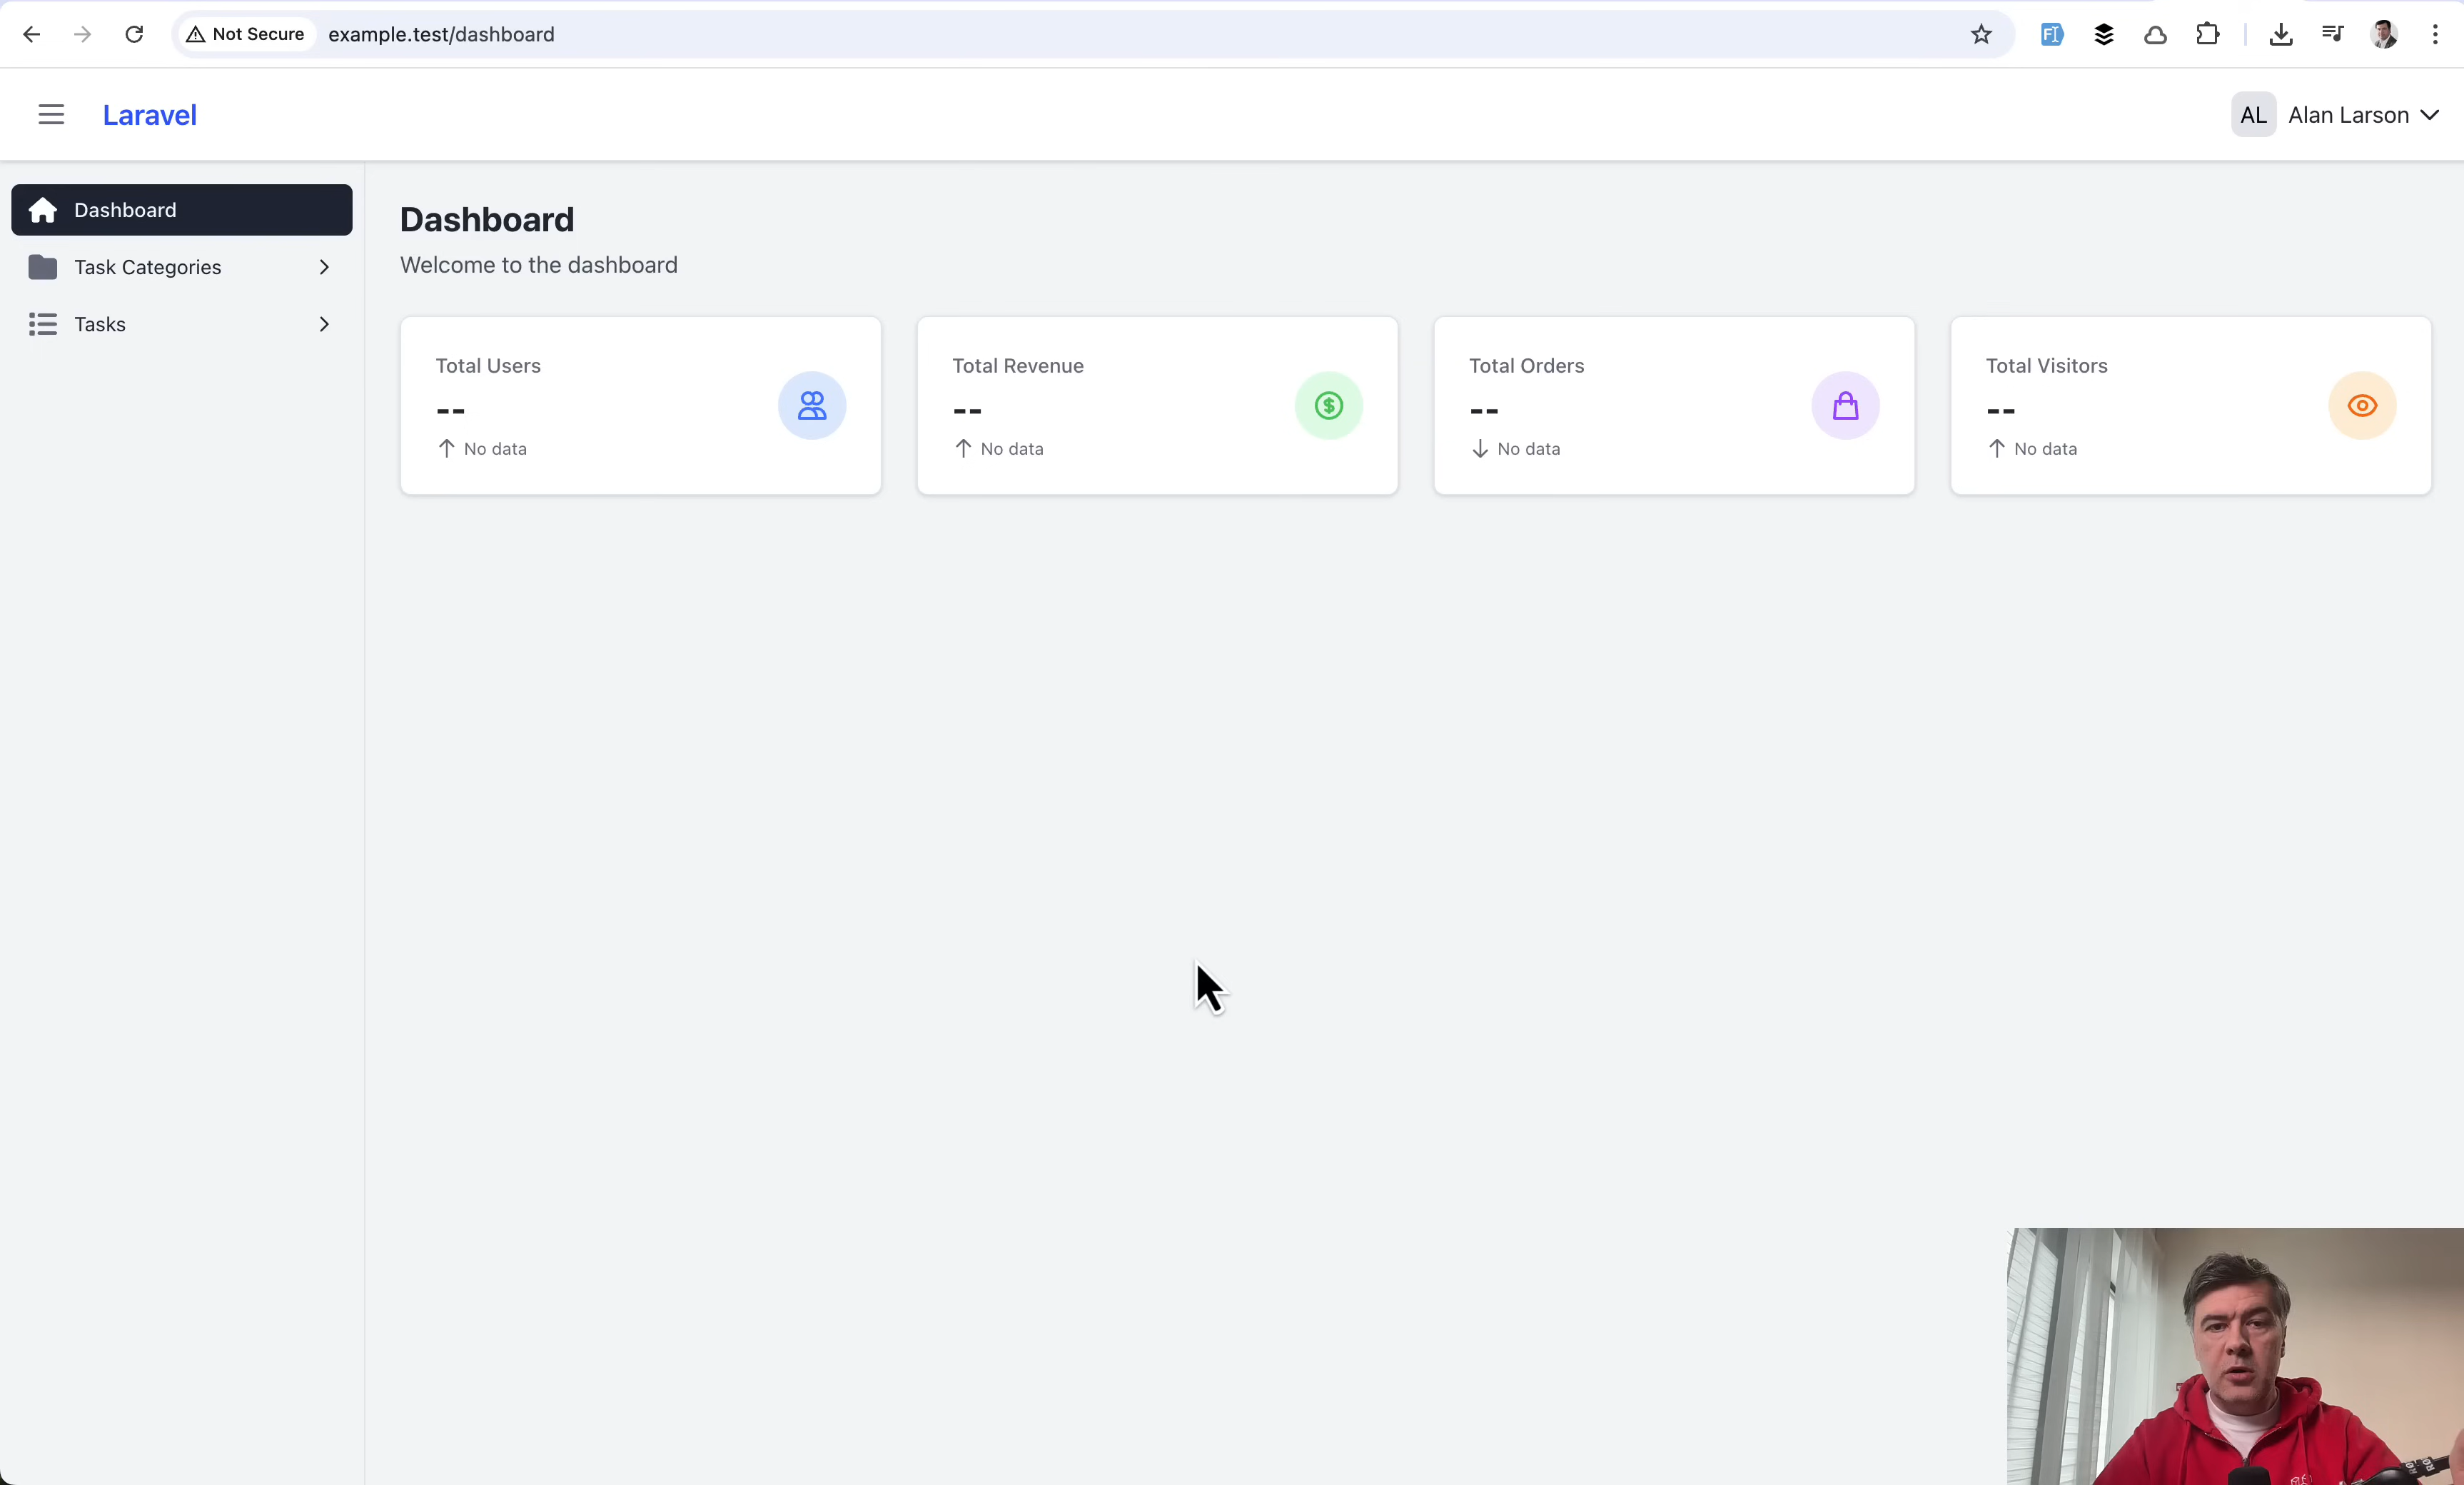 Not Secure example.test/dashboard
Laravel
AL Alan Larson
Dashboard
Task Categories
Tasks
Dashboard
Welcome to the dashboard
Total Users
--
No data
Total Revenue
--
No data
Total Orders
--
No data
Total Visitors
--
No data